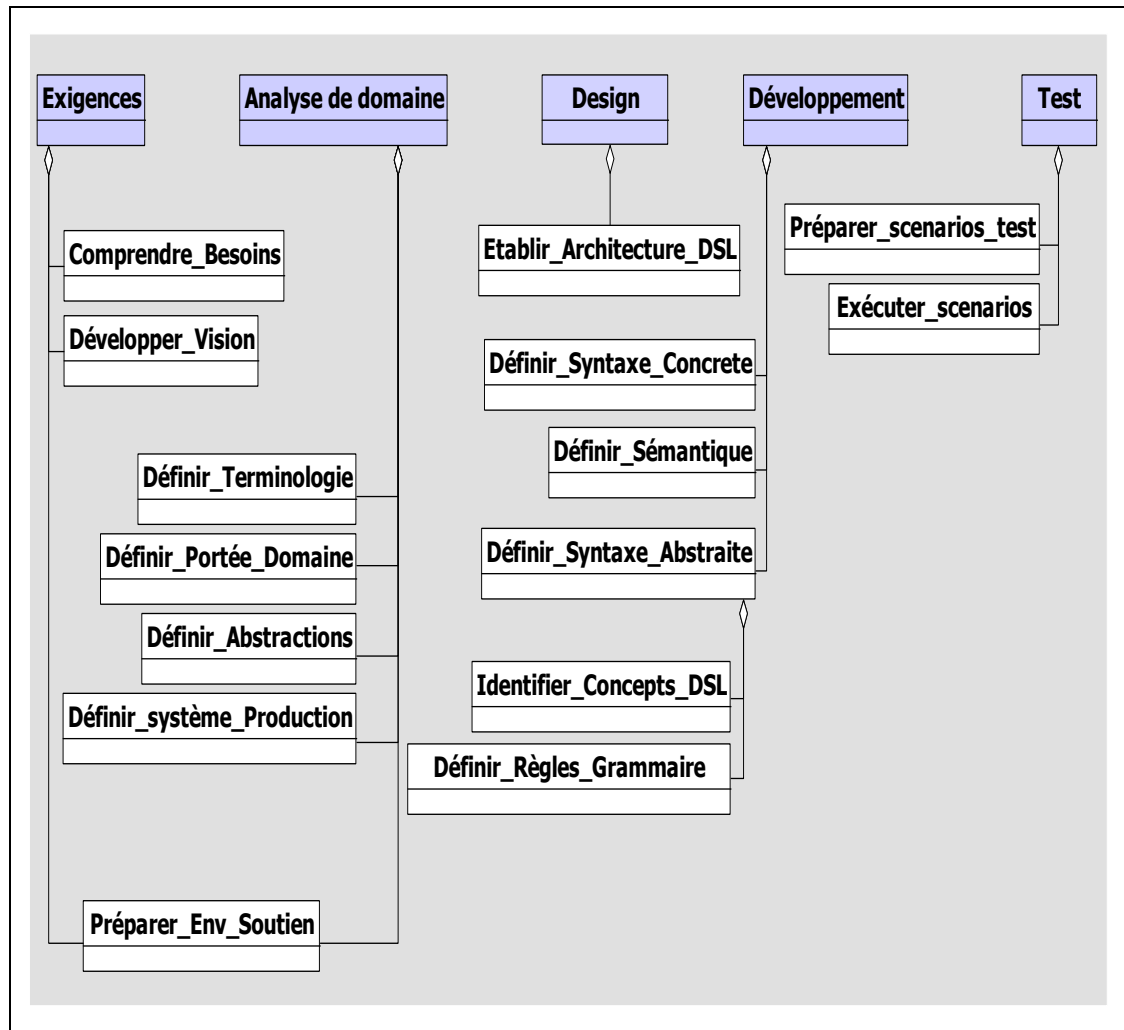 Exigences
Analyse de domaine
Design
Développement
Test
Comprendre_Besoins
Développer_Vision
Définir_Terminologie
Définir_Portée_Domaine
Définir_Abstractions
Définir_système_Production
Préparer_Env_Soutien
Etablir_Architecture_DSL
Définir_Syntaxe_Concrete
Définir_Sémantique
Définir_Syntaxe_Abstraite
Identifier_Concepts_DSL
Définir_Règles_Grammaire
Préparer_scenarios_test
Exécuter_scenarios